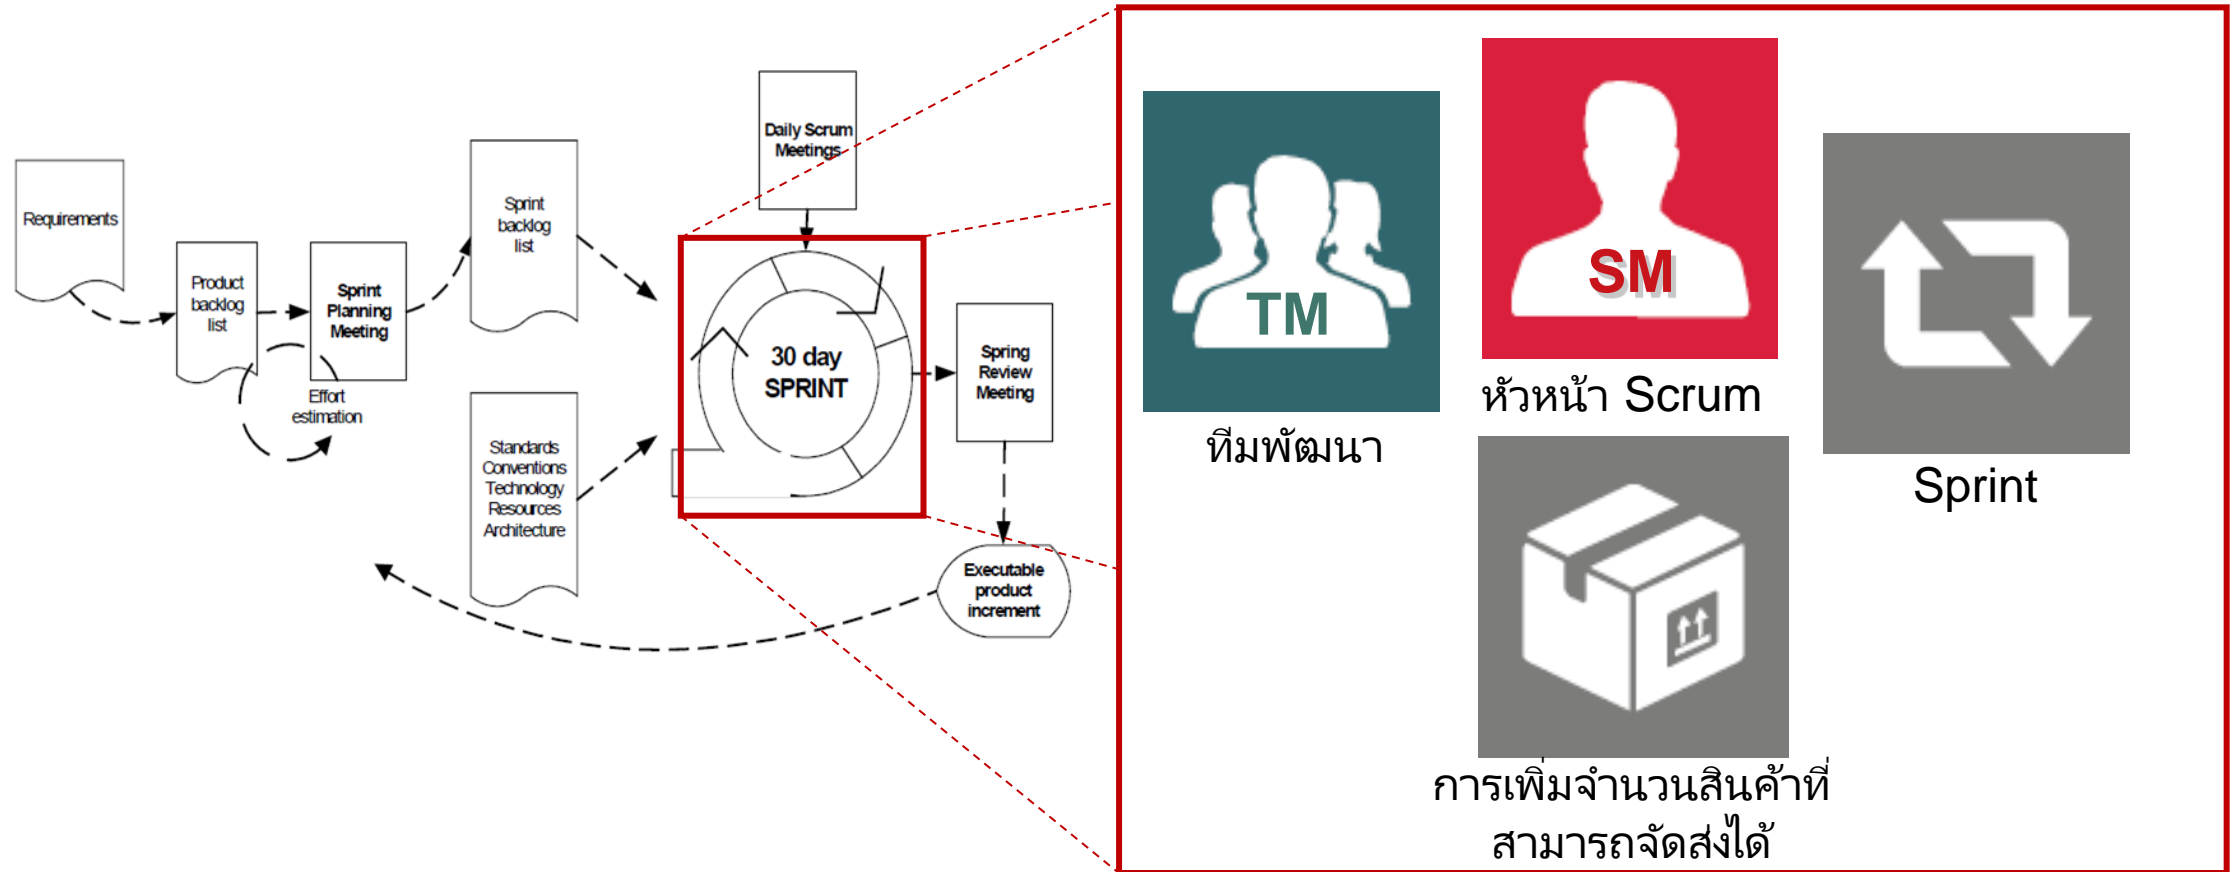 Requirements
Product
backlog
list
Sprint
Planning
Meeting
Effort
estimation
Sprint
backlog
list
Standards
Conventions
Technology
Resources
Architecture
Daily Scrum
Meetings
30 day
SPRINT
Spring
Review
Meeting
Executable
product
increment
TM
ทีมพัฒนา
SM
หัวหน้า Scrum
Sprint
การเพิ่มจำนวนสินค้าที่
สามารถจัดส่งได้